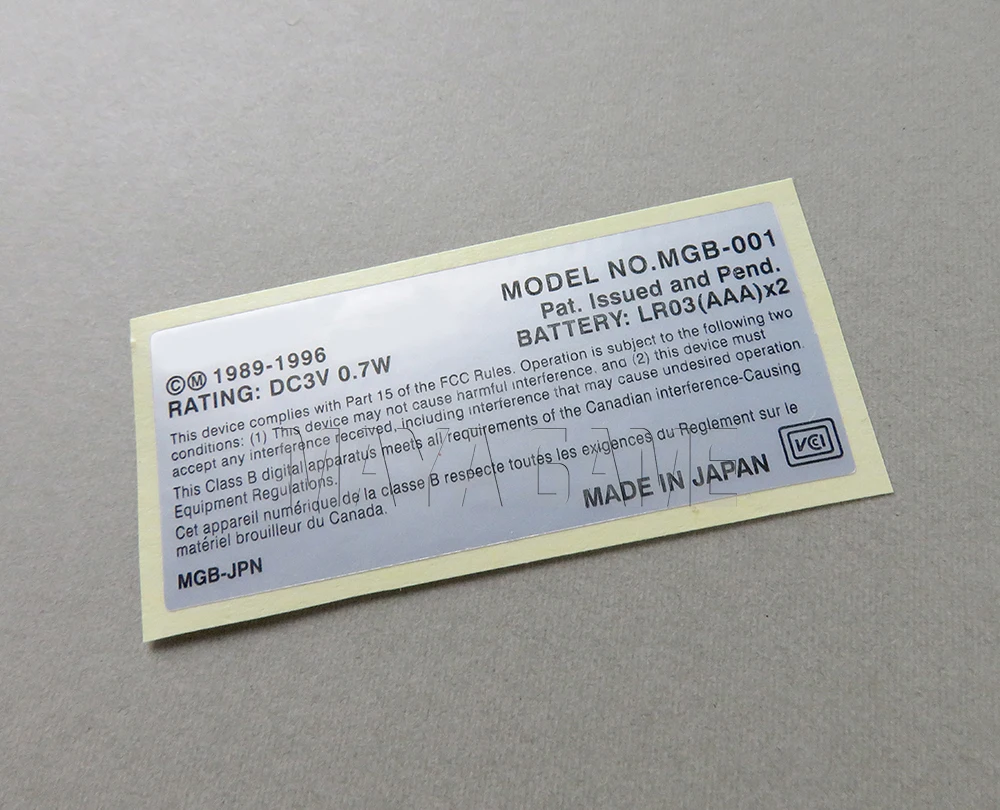 MODEL NO.MGB-001
Pat. Issued and Pend.
BATTERY: LR03(AAA)x2
©Ⓜ 1989-1996
RATING: DC3V 0.7W
This device complies with Part 15 of the FCC Rules. Operation is subject to the following two
conditions: (1) This device may not cause harmful interference, and (2) this device must
accept any interference received, including interference that may cause undesired operation.
This Class B digital apparatus meets all requirements of the Canadian Interference-Causing
Equipment Regulations.
Cet appareil numérique de la classe B respecte toutes les exigences du Reglement sur le
matériel brouilleur du Canada.
MADE IN JAPAN
VCI
MGB-JPN
TAYA GAME